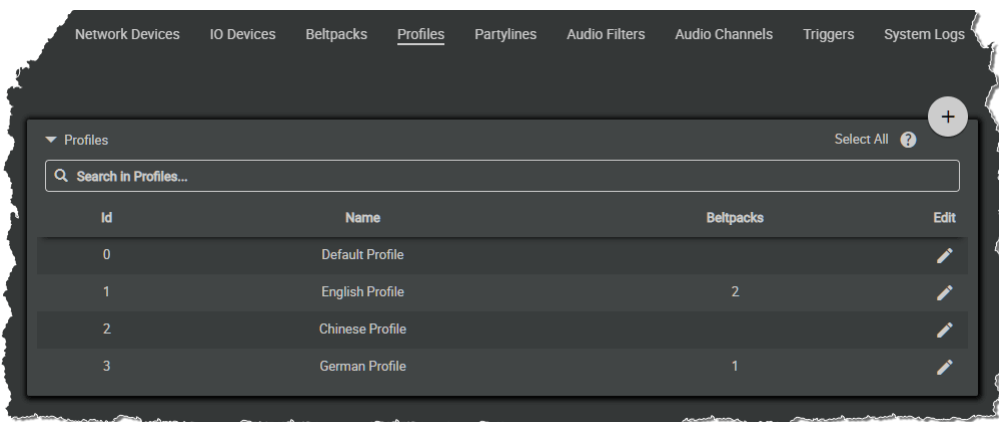 Network Devices IO Devices Beltpacks Profiles Partylines Audio Filters Audio Channels Triggers System Logs
+
Profiles Select All ?
Search in Profiles...
Id Name Beltpacks Edit
0 Default Profile
1 English Profile 2
2 Chinese Profile
3 German Profile 1